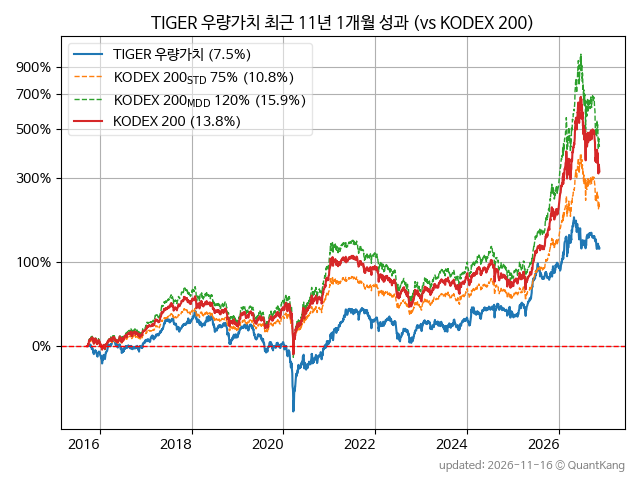 TIGER 우량가치 최근 11년 1개월 성과 (vs KODEX 200)
TIGER 우량가치 (7.5%)
KODEX 200STD 75% (10.8%)
KODEX 200MDD 120% (15.9%)
KODEX 200 (13.8%)
900%
700%
500%
300%
100%
0%
2016 2018 2020 2022 2024 2026
updated: 2026-11-16 © QuantKang